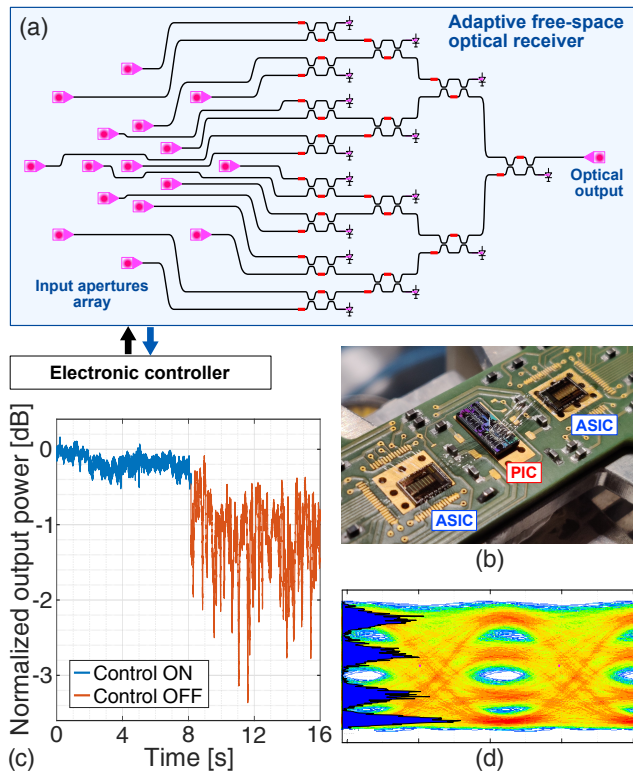 (a)
Adaptive free-space
optical receiver
Optical
output
Input apertures
array
Electronic controller
Normalized output power [dB]
0
-1
-2
-3
Control ON
Control OFF
0
4
8
12
16
Time [s]
(c)
ASIC
PIC
ASIC
(b)
(d)